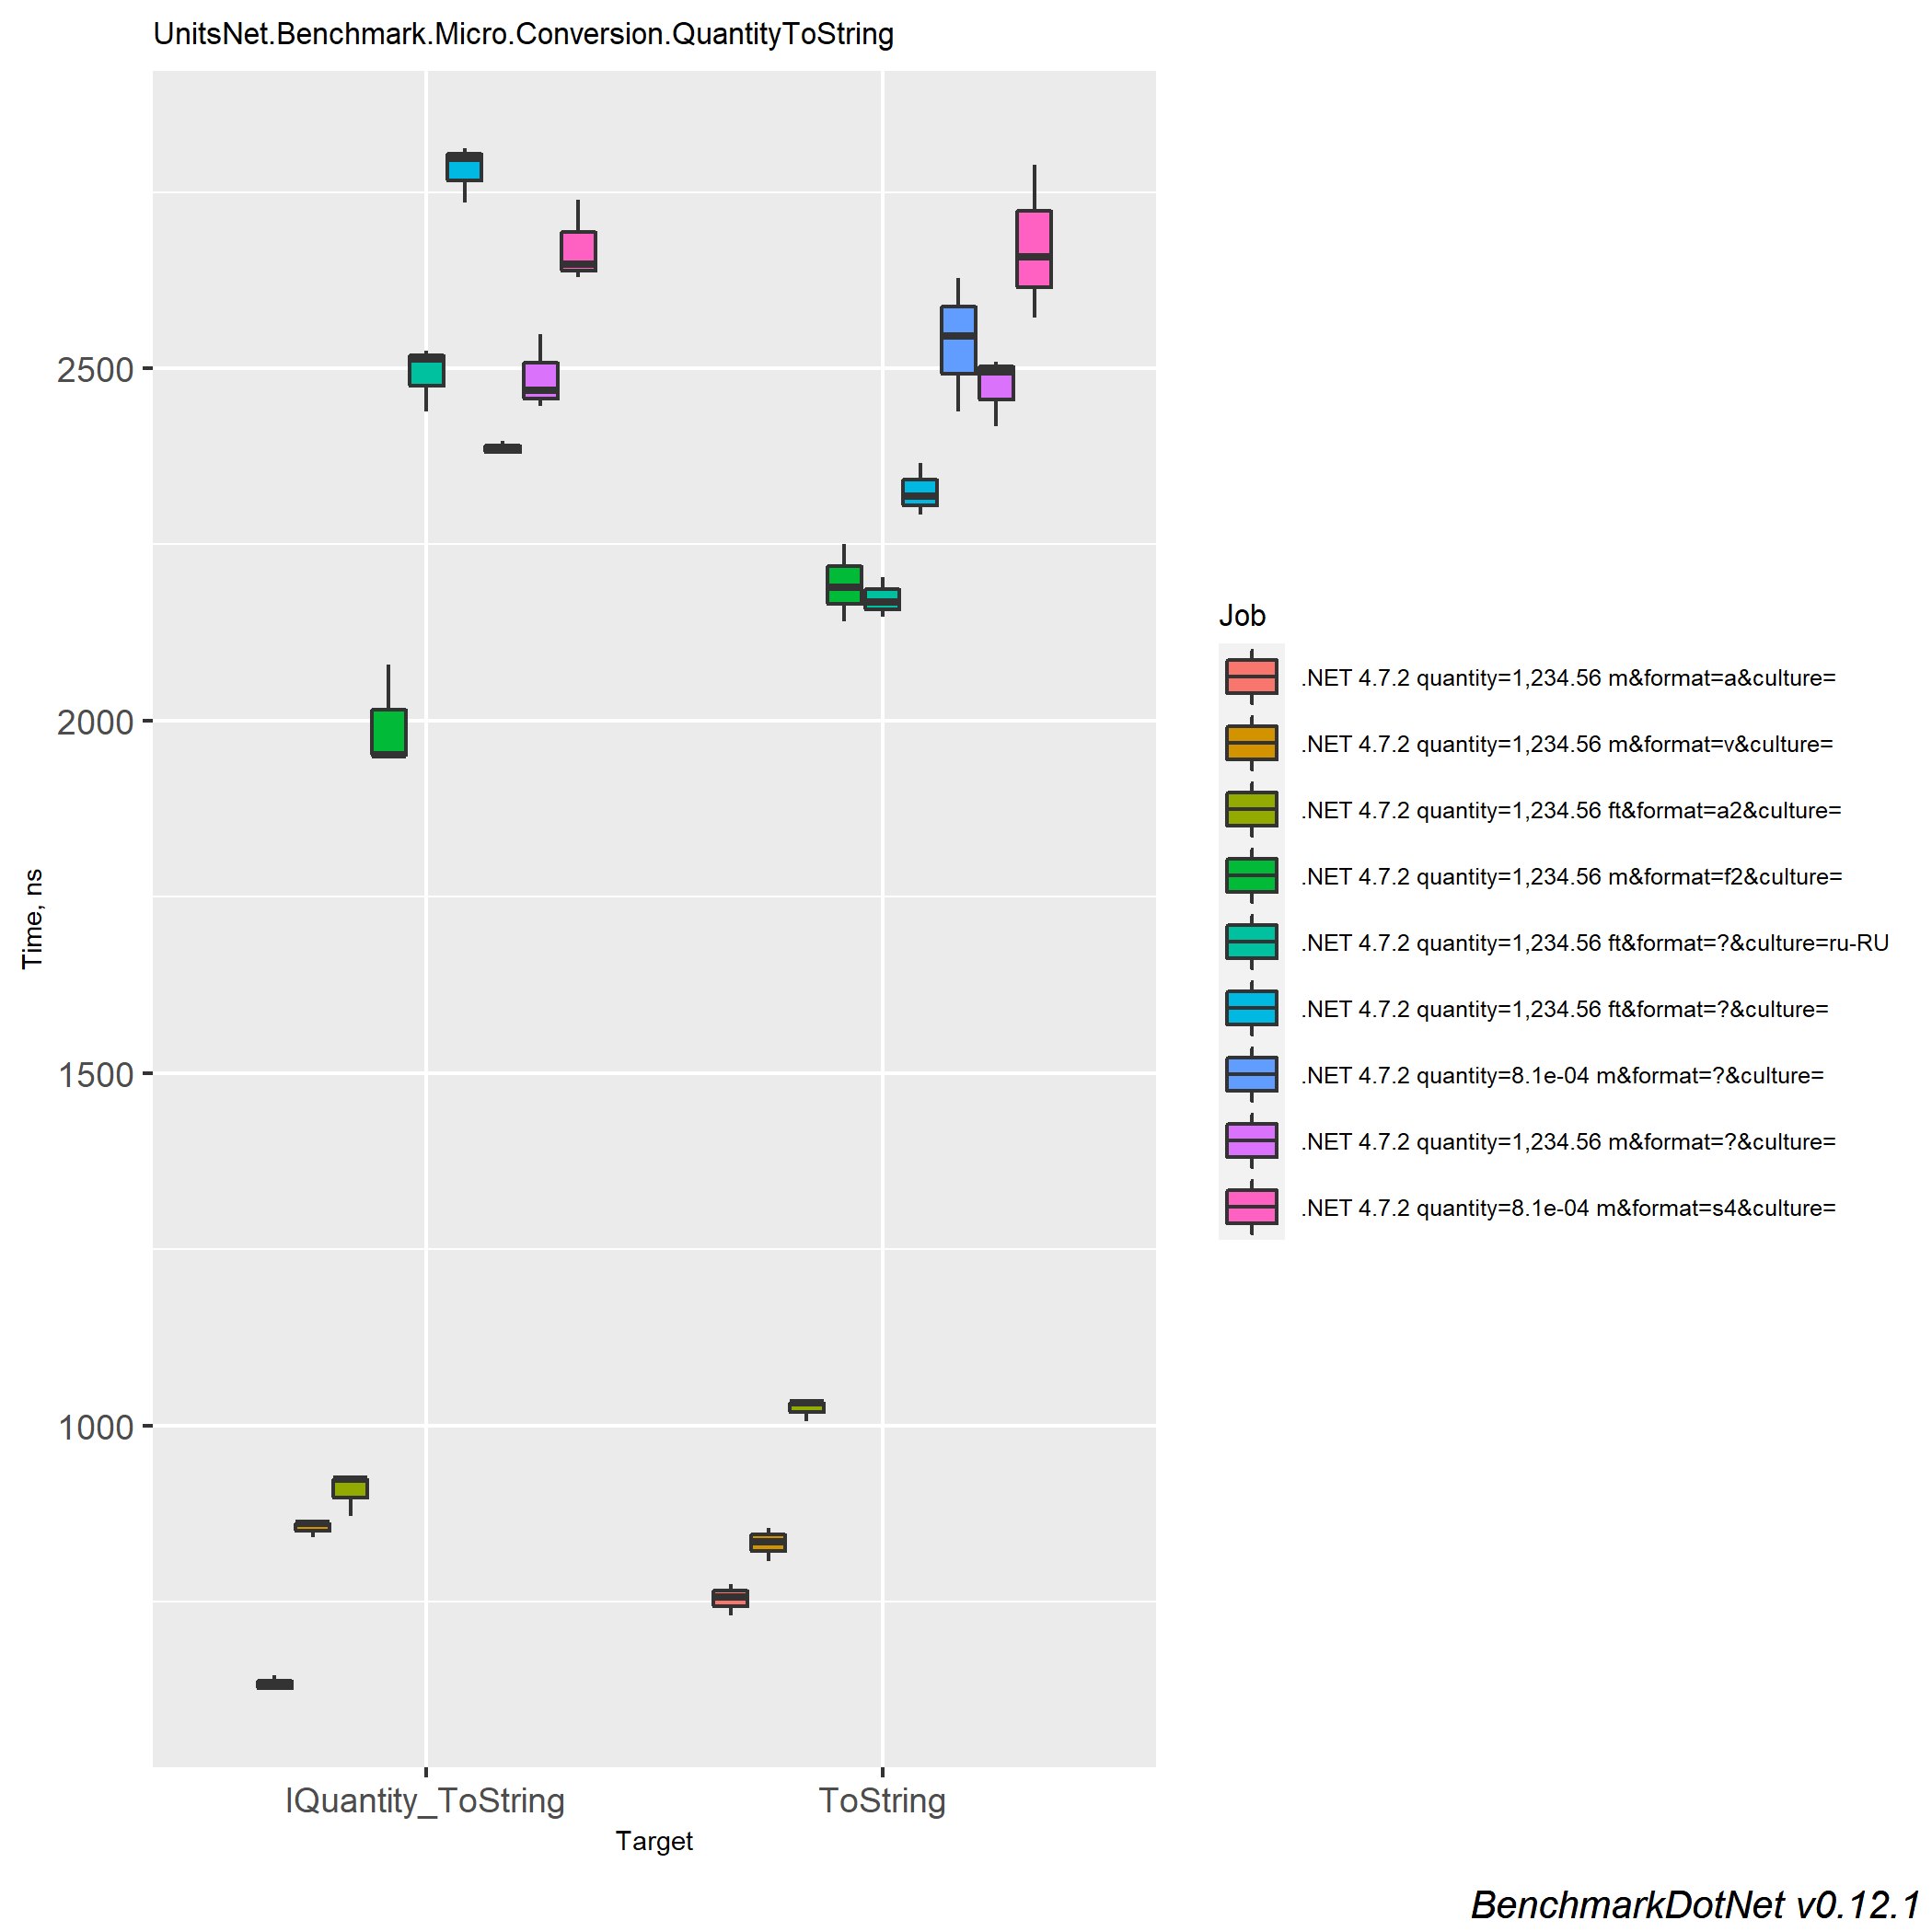 UnitsNet.Benchmark.Micro.Conversion.QuantityToString
2500
2000
1500
1000
Time, ns
IQuantity_ToString
ToString
Target
Job
.NET 4.7.2 quantity=1,234.56 m&format=a&culture=
.NET 4.7.2 quantity=1,234.56 m&format=v&culture=
.NET 4.7.2 quantity=1,234.56 ft&format=a2&culture=
.NET 4.7.2 quantity=1,234.56 m&format=f2&culture=
.NET 4.7.2 quantity=1,234.56 ft&format=?&culture=ru-RU
.NET 4.7.2 quantity=1,234.56 ft&format=?&culture=
.NET 4.7.2 quantity=8.1e-04 m&format=?&culture=
.NET 4.7.2 quantity=1,234.56 m&format=?&culture=
.NET 4.7.2 quantity=8.1e-04 m&format=s4&culture=
BenchmarkDotNet v0.12.1